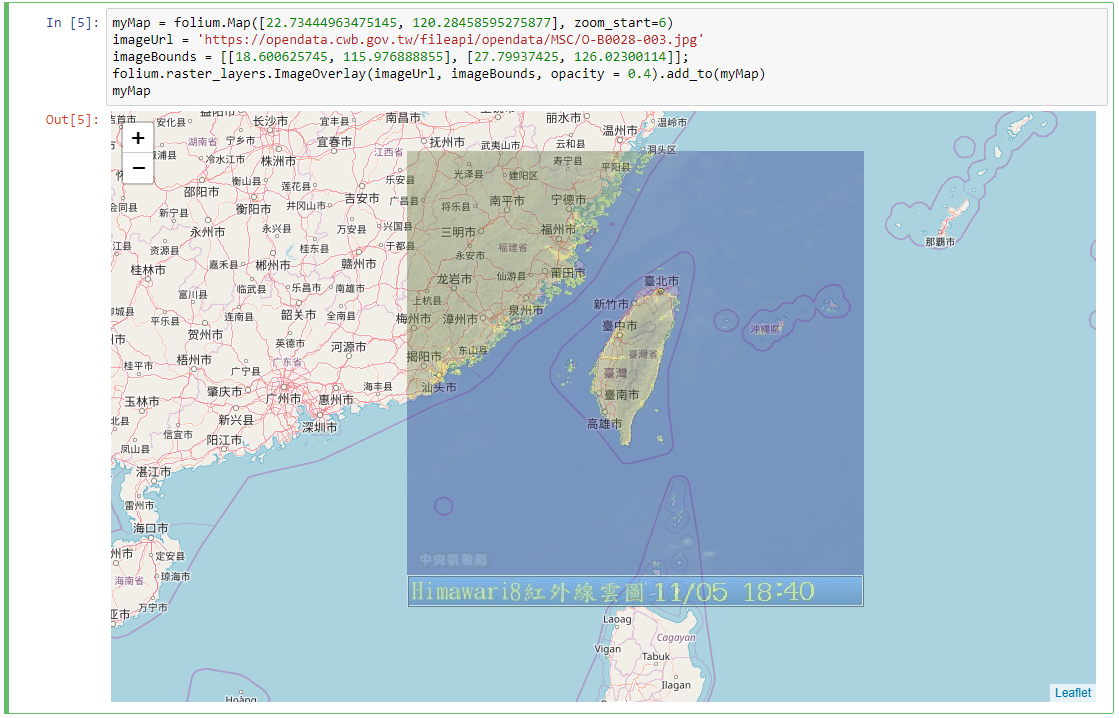 In [5]:
myMap = folium.Map([22.73444963475145, 120.28458595275877], zoom_start=6)
imageUrl = 'https://opendata.cwb.gov.tw/fileapi/opendata/MSC/O-B0028-003.jpg'
imageBounds = [[18.600625745, 115.976888855], [27.79937425, 126.02300114]];
folium.raster_layers.ImageOverlay(imageUrl, imageBounds, opacity = 0.4).add_to(myMap)
myMap
Out[5]:
+
−
安化县
长沙市
宜丰县
南昌市
丽水市
温州市
温岭市
湖南省
宁乡市
宜春市
江西省
抚州市
武夷山市
云和县
洞头区
冷水江市
株洲市
寿宁县
平阳县
光泽县
建阳区
邵阳市
衡山县
莲花县
吉安市
乐安县
广昌县
将乐县
南平市
宁德市
新宁县
衡阳市
井冈山市
永州市
永兴县
万安县
兴国县
三明市
福州市
那覇市
资源县
桂东县
于都县
永安市
福建省
桂林市
嘉禾县
郴州市
赣州市
龙岩市
仙游县
莆田市
臺北市
富川县
临武县
乐昌市
南雄市
上杭县
泉州市
新竹市
平乐县
连南县
韶关市
全南县
梅州市
漳州市
臺中市
沖縄県
贺州市
英德市
河源市
揭阳市
东山县
臺灣省
梧州市
广东省
桂平市
广宁县
臺灣
肇庆市
广州市
惠州市
海丰县
汕头市
臺南市
玉林市
新兴县
深圳市
高雄市
信宜市
阳江市
凤山县
湛江市
雷州市
海口市
定安县
中央氣象局
海南省
琼海市
Himawari8紅外線雲圖 11/05 18:40
万宁市
Laoag
Cagayan
Vigan
Tabuk
Ilagan
Hoàng
Leaflet